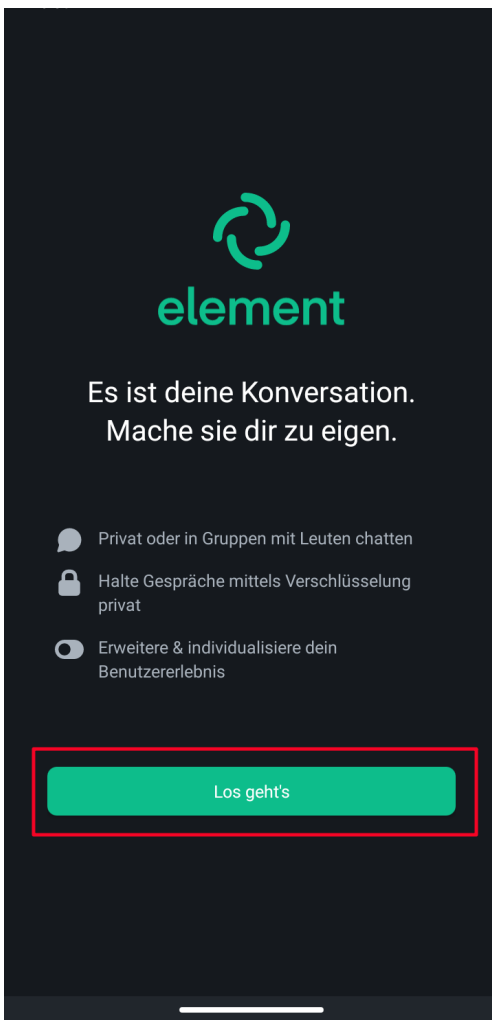 element
Es ist deine Konversation.
Mache sie dir zu eigen.
Privat oder in Gruppen mit Leuten chatten
Halte Gespräche mittels Verschlüsselung
privat
Erweitere & individualisiere dein
Benutzererlebnis
Los geht's